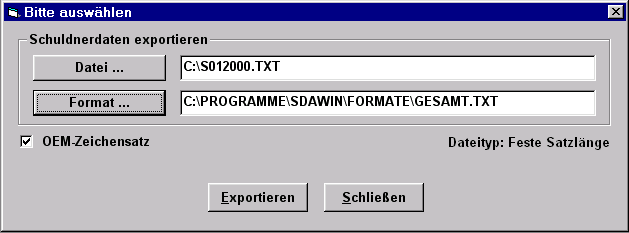 Bitte auswählen
Schuldnerdaten exportieren
Datei ... C:\S012000.TXT
Format ... C:\PROGRAMME\SDAWIN\FORMATE\GESAMT.TXT
OEM-Zeichensatz Dateityp: Feste Satzlänge
Exportieren Schließen